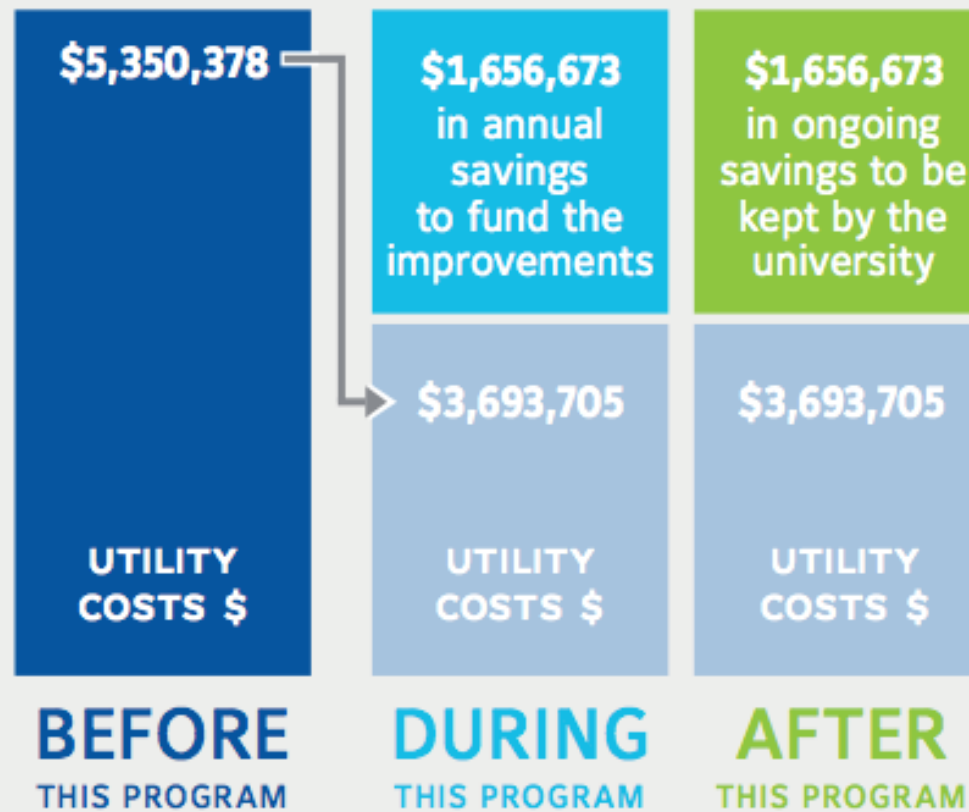 $5,350,378
UTILITY
COSTS $
BEFORE
THIS PROGRAM
$1,656,673
in annual
savings
to fund the
improvements
$3,693,705
UTILITY
COSTS $
DURING
THIS PROGRAM
$1,656,673
in ongoing
savings to be
kept by the
university
$3,693,705
UTILITY
COSTS $
AFTER
THIS PROGRAM